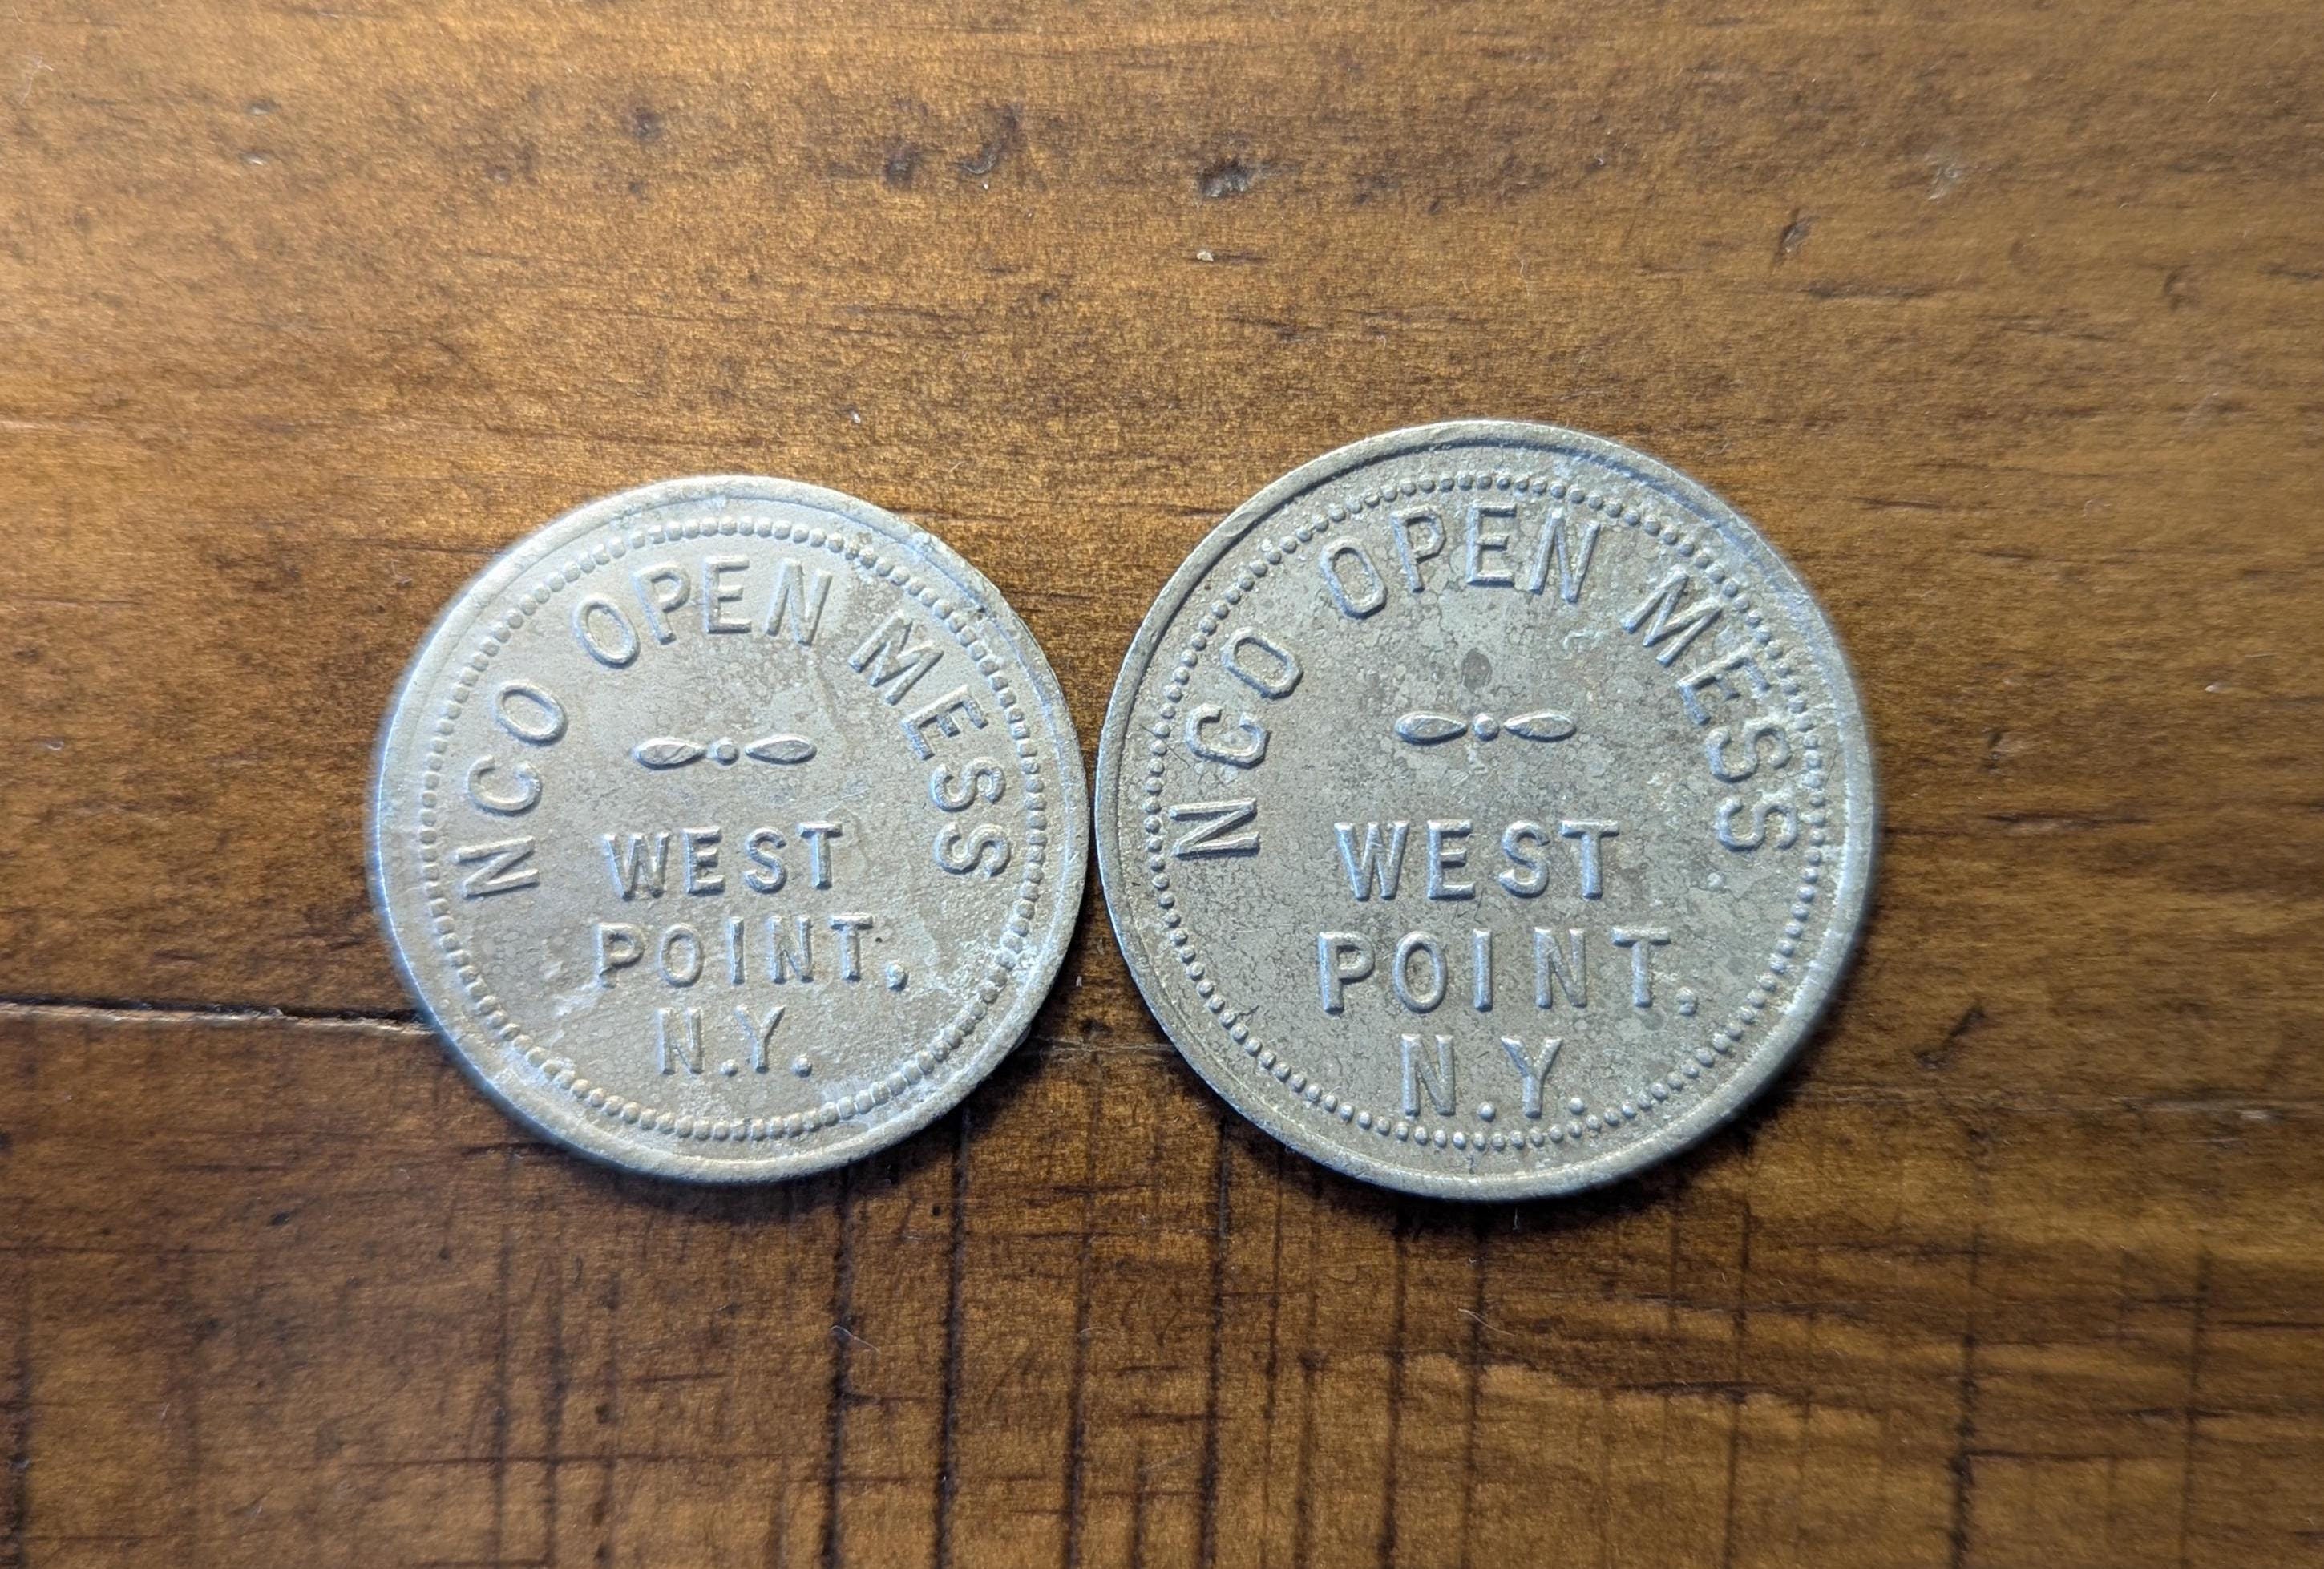 NCO OPEN MESS
WEST
POINT,
N.Y.
NCO OPEN MESS
WEST
POINT,
N.Y.